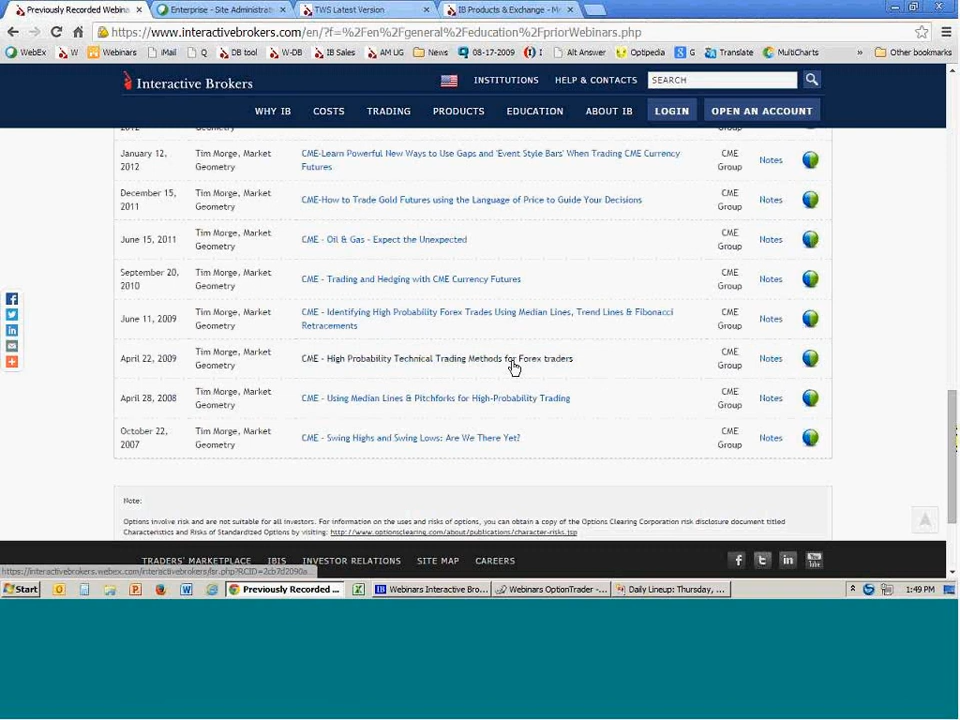 Previously Recorded Webina
Enterprise - Site Administrat
TWS Latest Version
IB Products & Exchange - M
https://www.interactivebrokers.com/en/?f=%2Fen%2Fgeneral%2Feducation%2FpriorWebinars.php
WebEx W Webinars iMail Q DB tool W-DB IB Sales AM UG News 08-17-2009 I Alt Answer Optipedia G Translate MultiCharts » Other bookmarks
Interactive Brokers
INSTITUTIONS HELP & CONTACTS SEARCH
WHY IB COSTS TRADING PRODUCTS EDUCATION ABOUT IB LOGIN OPEN AN ACCOUNT
2012 Geometry Group
January 12, 2012 Tim Morge, Market Geometry CME-Learn Powerful New Ways to Use Gaps and 'Event Style Bars' When Trading CME Currency Futures CME Group Notes
December 15, 2011 Tim Morge, Market Geometry CME-How to Trade Gold Futures using the Language of Price to Guide Your Decisions CME Group Notes
June 15, 2011 Tim Morge, Market Geometry CME - Oil & Gas - Expect the Unexpected CME Group Notes
September 20, 2010 Tim Morge, Market Geometry CME - Trading and Hedging with CME Currency Futures CME Group Notes
June 11, 2009 Tim Morge, Market Geometry CME - Identifying High Probability Forex Trades Using Median Lines, Trend Lines & Fibonacci Retracements CME Group Notes
April 22, 2009 Tim Morge, Market Geometry CME - High Probability Technical Trading Methods for Forex traders CME Group Notes
April 28, 2008 Tim Morge, Market Geometry CME - Using Median Lines & Pitchforks for High-Probability Trading CME Group Notes
October 22, 2007 Tim Morge, Market Geometry CME - Swing Highs and Swing Lows: Are We There Yet? CME Group Notes
Note:
Options involve risk and are not suitable for all investors. For information on the uses and risks of options, you can obtain a copy of the Options Clearing Corporation risk disclosure document titled
Characteristics and Risks of Standardized Options by visiting: http://www.optionsclearing.com/about/publications/character-risks.jsp
TRADERS' MARKETPLACE IBIS INVESTOR RELATIONS SITE MAP CAREERS
https://interactivebrokers.webex.com/interactivebrokers/lsr.php?RCID=2cb7d2090a...
Start Previously Recorded ... Webinars Interactive Bro... Webinars OptionTrader -... Daily Lineup: Thursday, ... 1:49 PM